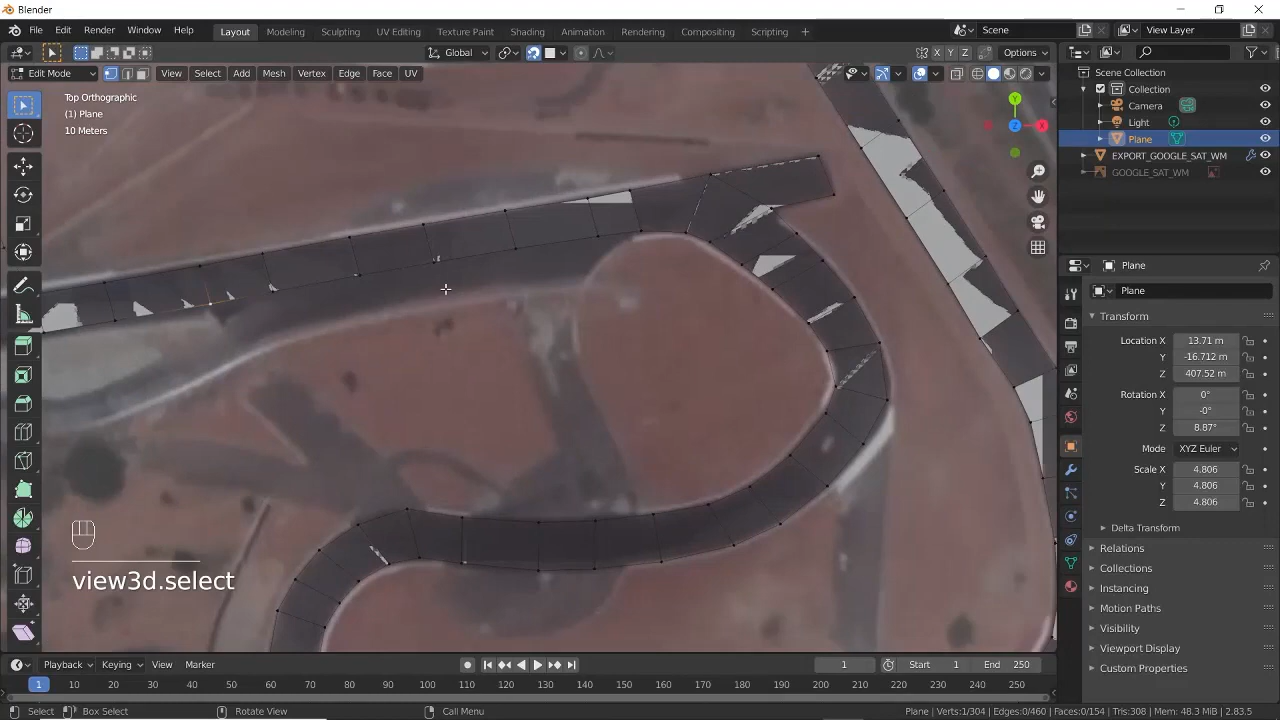 Blender
File Edit Render Window Help Layout Modeling Sculpting UV Editing Texture Paint Shading Animation Rendering Compositing Scripting + Scene View Layer
Global X Y Z Options
Edit Mode View Select Add Mesh Vertex Edge Face UV
Top Orthographic
(1) Plane
10 Meters
Y
Z X
view3d.select
Scene Collection
Collection
Camera
Light
Plane
EXPORT_GOOGLE_SAT_WM
GOOGLE_SAT_WM
Plane
Plane
Transform
Location X 13.71 m
Y -16.712 m
Z 407.52 m
Rotation X 0°
Y -0°
Z 8.87°
Mode XYZ Euler
Scale X 4.806
Y 4.806
Z 4.806
Delta Transform
Relations
Collections
Instancing
Motion Paths
Visibility
Viewport Display
Custom Properties
Playback Keying View Marker 1 Start 1 End 250
1 10 20 30 40 50 60 70 80 90 100 110 120 130 140 150 160 170 180 190 200 210 220 230 240 250
Select Box Select Rotate View Call Menu Plane | Verts:1/304 | Edges:0/460 | Faces:0/154 | Tris:308 | Mem: 48.3 MiB | 2.83.5